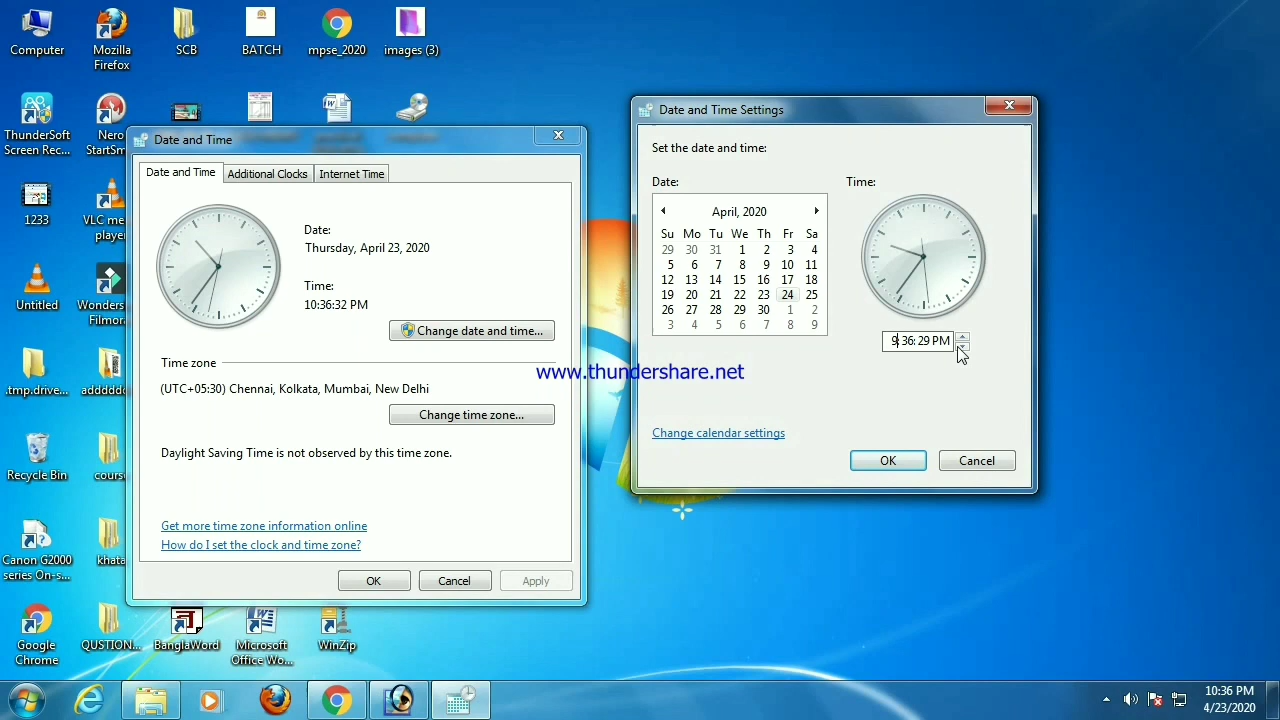 Computer
Mozilla
Firefox
SCB
BATCH
mpse_2020
images (3)
ThunderSoft
Screen Rec...
Nero
StartSm
1233
VLC me
player
Untitled
Wonders
Filmora
.tmp.drive...
addddd
Recycle Bin
course
Canon G2000
series On-s...
khata
Google
Chrome
QUSTION...
BanglaWord
Microsoft
Office Wo...
WinZip
Date and Time
Date and Time
Additional Clocks
Internet Time
Date:
Thursday, April 23, 2020
Time:
10:36:32 PM
Change date and time...
Time zone
(UTC+05:30) Chennai, Kolkata, Mumbai, New Delhi
Change time zone...
Daylight Saving Time is not observed by this time zone.
Get more time zone information online
How do I set the clock and time zone?
OK
Cancel
Apply
Date and Time Settings
Set the date and time:
Date:
Time:
April, 2020
Su Mo Tu We Th Fr Sa
29 30 31 1 2 3 4
5 6 7 8 9 10 11
12 13 14 15 16 17 18
19 20 21 22 23 24 25
26 27 28 29 30 1 2
3 4 5 6 7 8 9
9: 36: 29 PM
Change calendar settings
OK
Cancel
www.thundershare.net
10:36 PM
4/23/2020